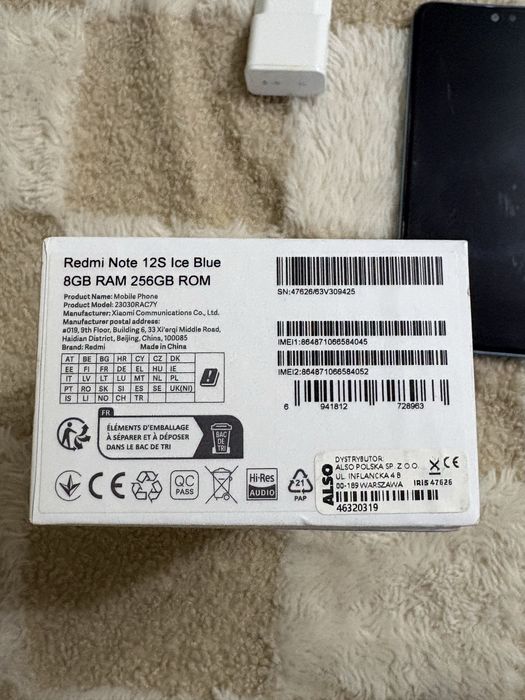 Redmi Note 12S Ice Blue
8GB RAM 256GB ROM
Product Name: Mobile Phone
Product Model: 23030RAC7Y
Manufacturer: Xiaomi Communications Co., Ltd.
Manufacturer postal address:
#019, 9th Floor, Building 6, 33 Xi'erqi Middle Road,
Haidian District, Beijing, China, 100085
Brand: Redmi Made in China
AT BE BG HR CY CZ DK
EE FI FR DE EL HU IE
IT LV LT LU MT NL PL
PT RO SK SI ES SE UK(NI)
IS LI NO CH TR
FR
ÉLÉMENTS D'EMBALLAGE
À SÉPARER ET À DÉPOSER
DANS LE BAC DE TRI
BAC
DE
TRI
CE
QC
PASS
Hi-Res
AUDIO
21
PAP
SN:47626/63V309425
IMEI1:864871066584045
IMEI2:864871066584052
6 941812 728963
ALSO
DYSTRYBUTOR:
ALSO POLSKA SP. Z O.O.
UL. INFLANCKA 4 B
00-189 WARSZAWA
CE
IRIS 47626
46320319